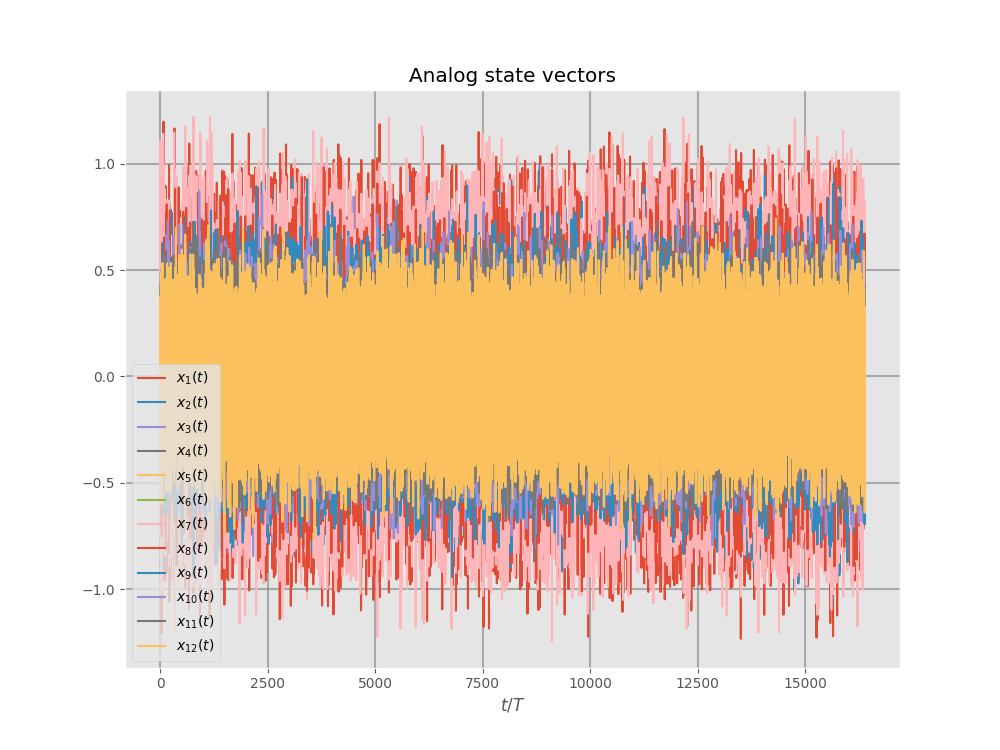 Analog state vectors
1.0
0.5
0.0
−0.5
−1.0
x₁(t)
x₂(t)
x₃(t)
x₄(t)
x₅(t)
x₆(t)
x₇(t)
x₈(t)
x₉(t)
x₁₀(t)
x₁₁(t)
x₁₂(t)
0 2500 5000 7500 10000 12500 15000
t/T